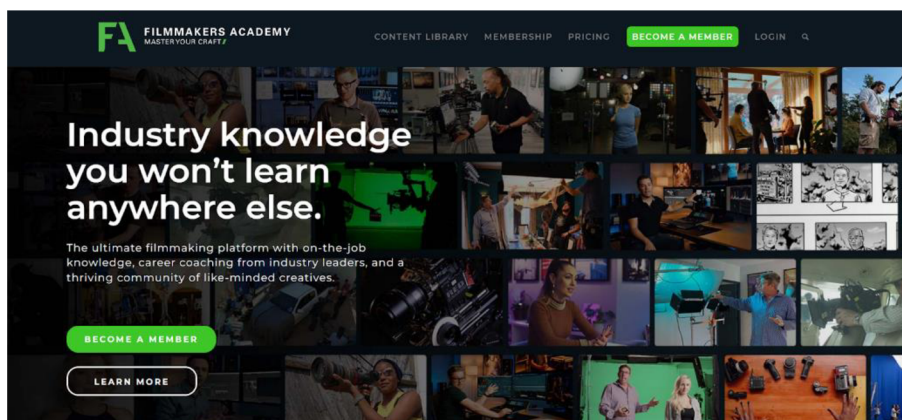 FILMMAKERS ACADEMY
MASTER YOUR CRAFT //
CONTENT LIBRARY MEMBERSHIP PRICING BECOME A MEMBER LOGIN
Industry knowledge
you won't learn
anywhere else.
The ultimate filmmaking platform with on-the-job
knowledge, career coaching from industry leaders, and a
thriving community of like-minded creatives.
BECOME A MEMBER
LEARN MORE